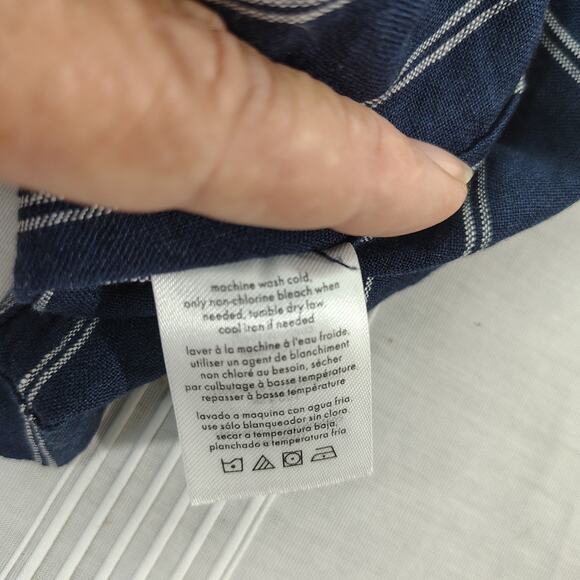 machine wash cold,
only non-chlorine bleach when
needed, tumble dry low
cool iron if needed
laver à la machine à l'eau froide.
utiliser un agent de blanchiment
non chloré au besoin, sécher
par culbutage à basse température.
repasser à basse température
lavado a maquina con agua fria.
use sólo blanqueador sin cloro.
secar a temperatura baja,
planchado a temperatura fria.